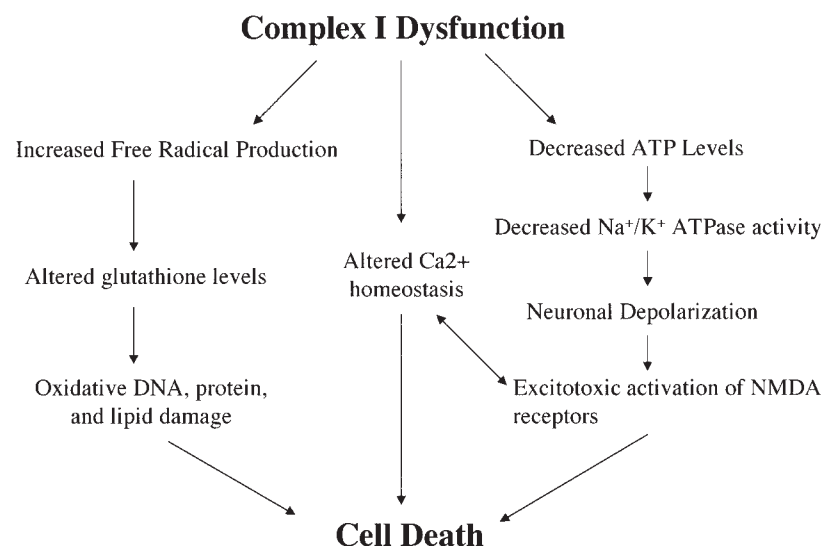 Complex I Dysfunction
Increased Free Radical Production
Decreased ATP Levels
Decreased Na⁺/K⁺ ATPase activity
Altered glutathione levels
Altered Ca2+
homeostasis
Neuronal Depolarization
Oxidative DNA, protein,
and lipid damage
Excitotoxic activation of NMDA
receptors
Cell Death